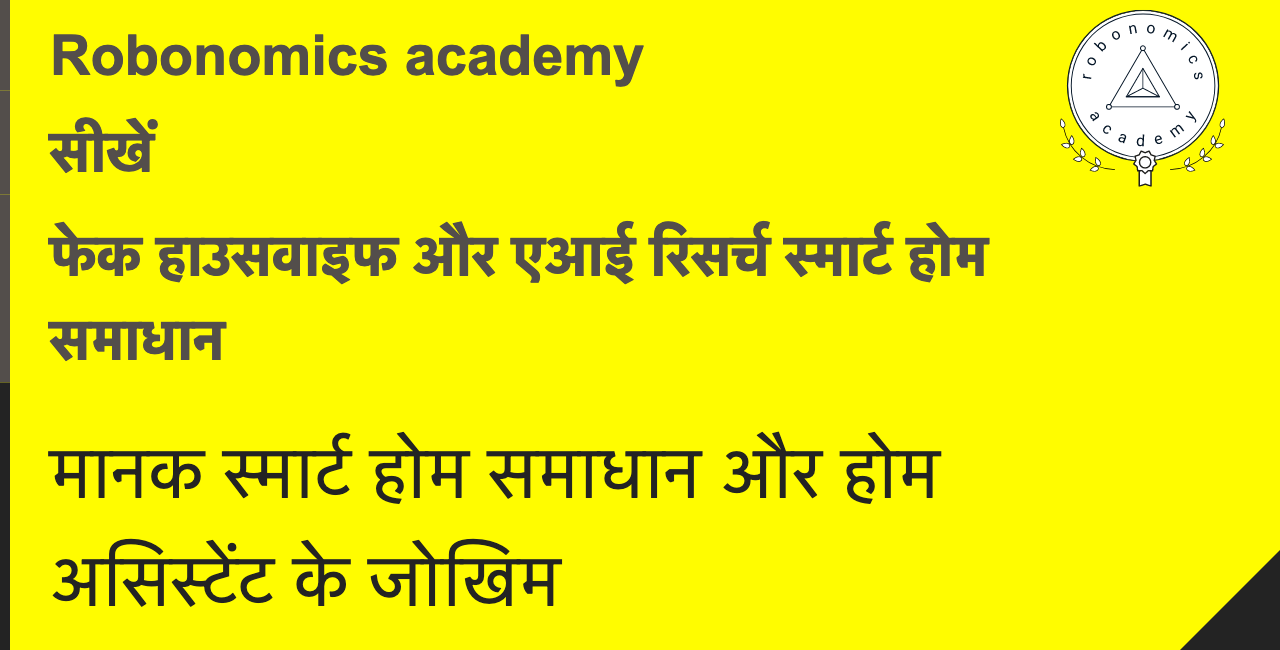 Robonomics academy
सीखें
फेक हाउसवाइफ और एआई रिसर्च स्मार्ट होम
समाधान
मानक स्मार्ट होम समाधान और होम
असिस्टेंट के जोखिम
robonomics
academy